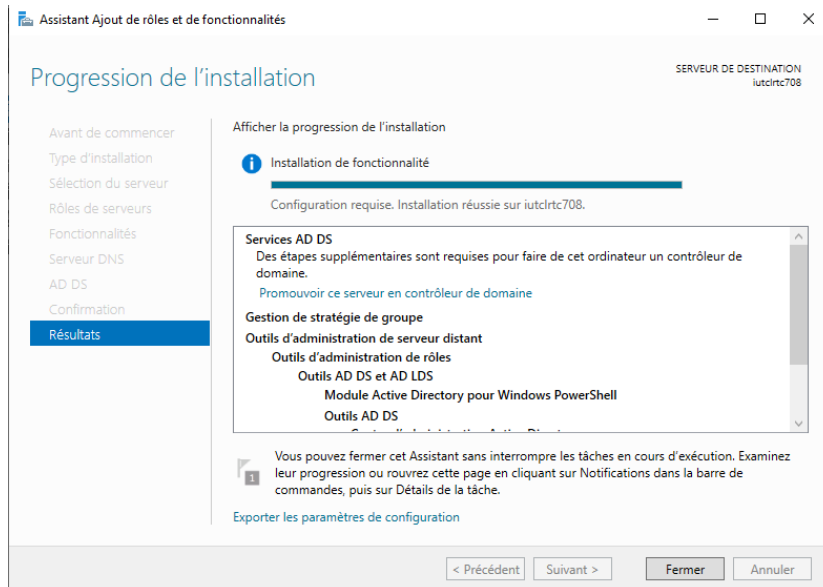 Assistant Ajout de rôles et de fonctionnalités
Progression de l'installation
SERVEUR DE DESTINATION
iutclrtc708
Avant de commencer
Type d'installation
Sélection du serveur
Rôles de serveurs
Fonctionnalités
Serveur DNS
AD DS
Confirmation
Résultats
Afficher la progression de l'installation
Installation de fonctionnalité
Configuration requise. Installation réussie sur iutclrtc708.
Services AD DS
Des étapes supplémentaires sont requises pour faire de cet ordinateur un contrôleur de
domaine.
Promouvoir ce serveur en contrôleur de domaine
Gestion de stratégie de groupe
Outils d'administration de serveur distant
Outils d'administration de rôles
Outils AD DS et AD LDS
Module Active Directory pour Windows PowerShell
Outils AD DS
1
Vous pouvez fermer cet Assistant sans interrompre les tâches en cours d'exécution. Examinez
leur progression ou rouvrez cette page en cliquant sur Notifications dans la barre de
commandes, puis sur Détails de la tâche.
Exporter les paramètres de configuration
< Précédent
Suivant >
Fermer
Annuler